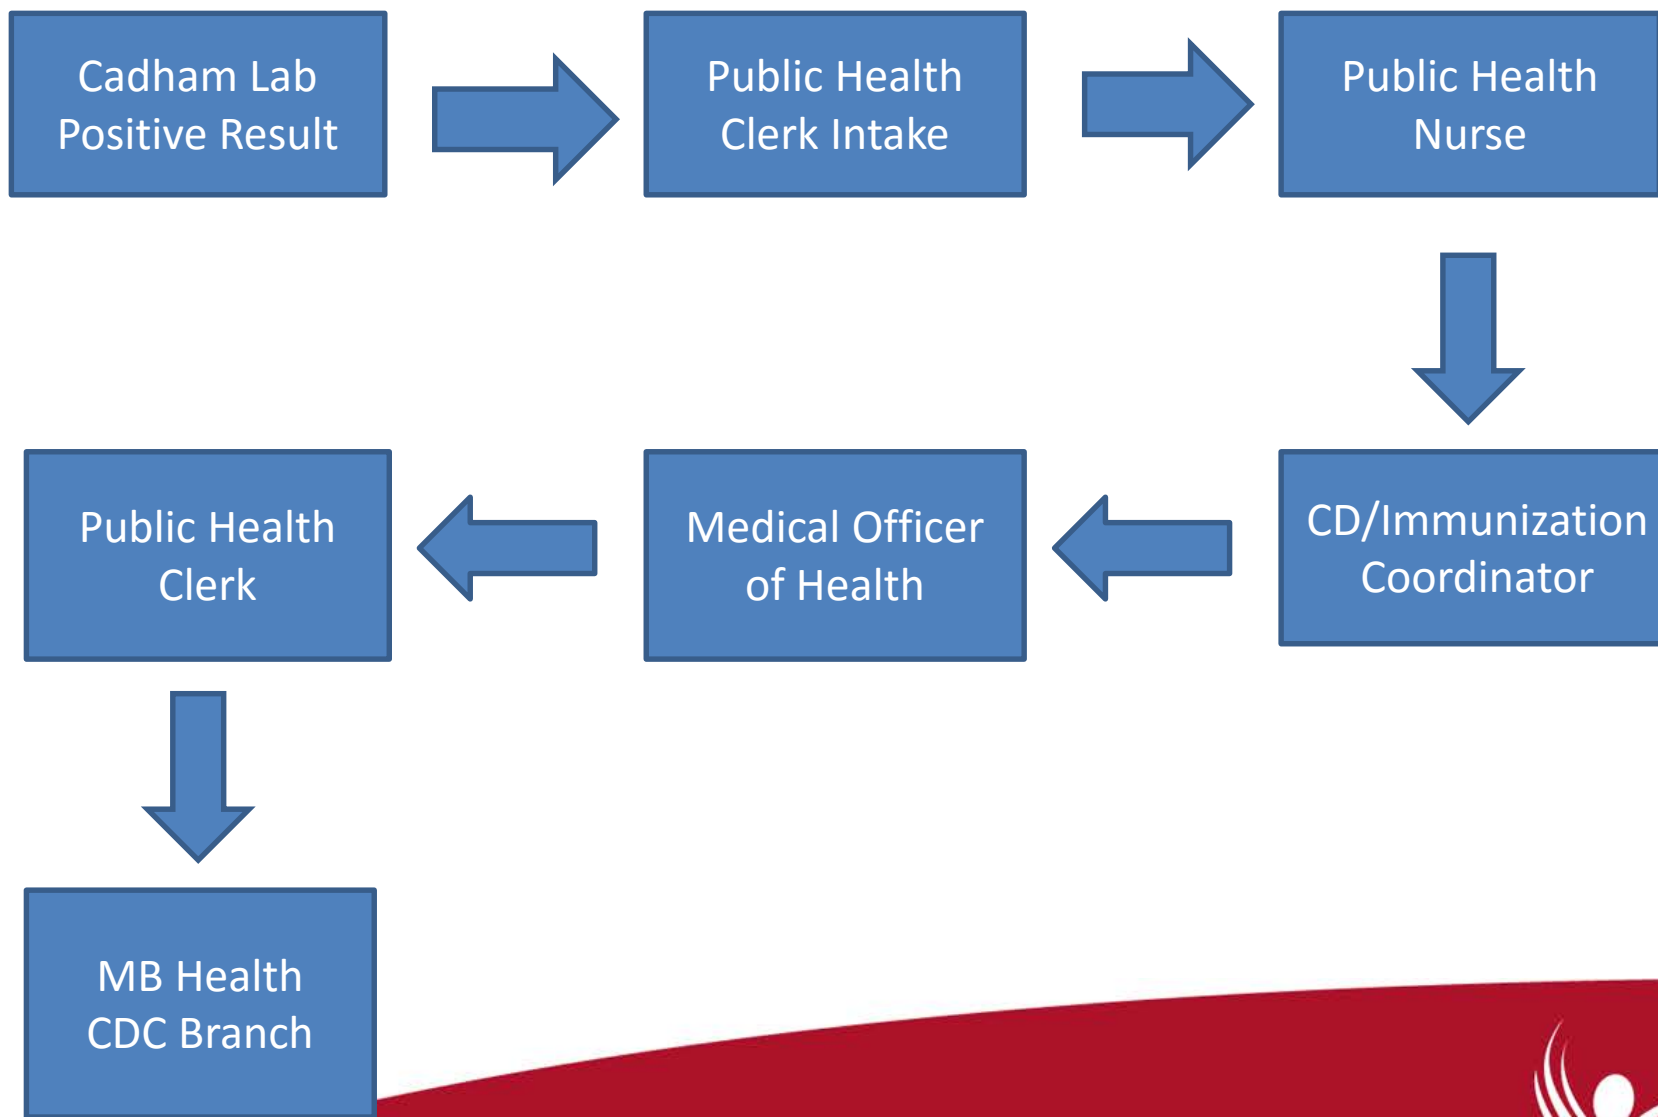 Cadham Lab
Positive Result
Public Health
Clerk Intake
Public Health
Nurse
CD/Immunization
Coordinator
Medical Officer
of Health
Public Health
Clerk
MB Health
CDC Branch